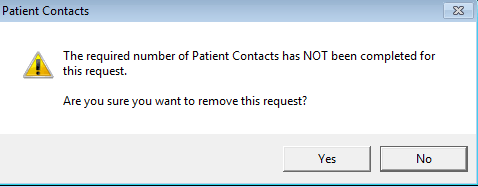 Patient Contacts
The required number of Patient Contacts has NOT been completed for
this request.
Are you sure you want to remove this request?
Yes
No